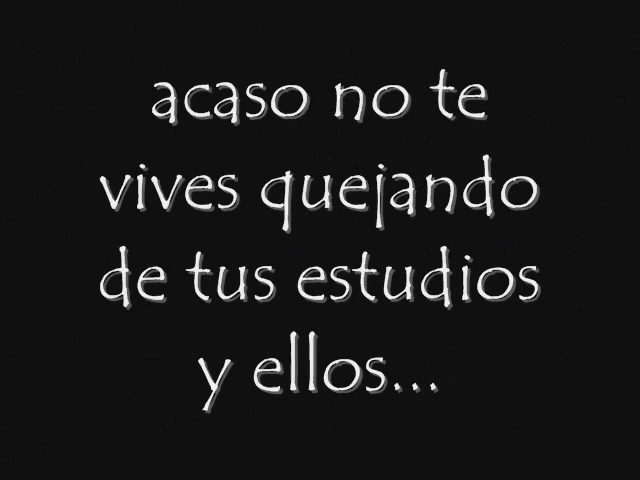 acaso no te
vives quejando
de tus estudios
y ellos...